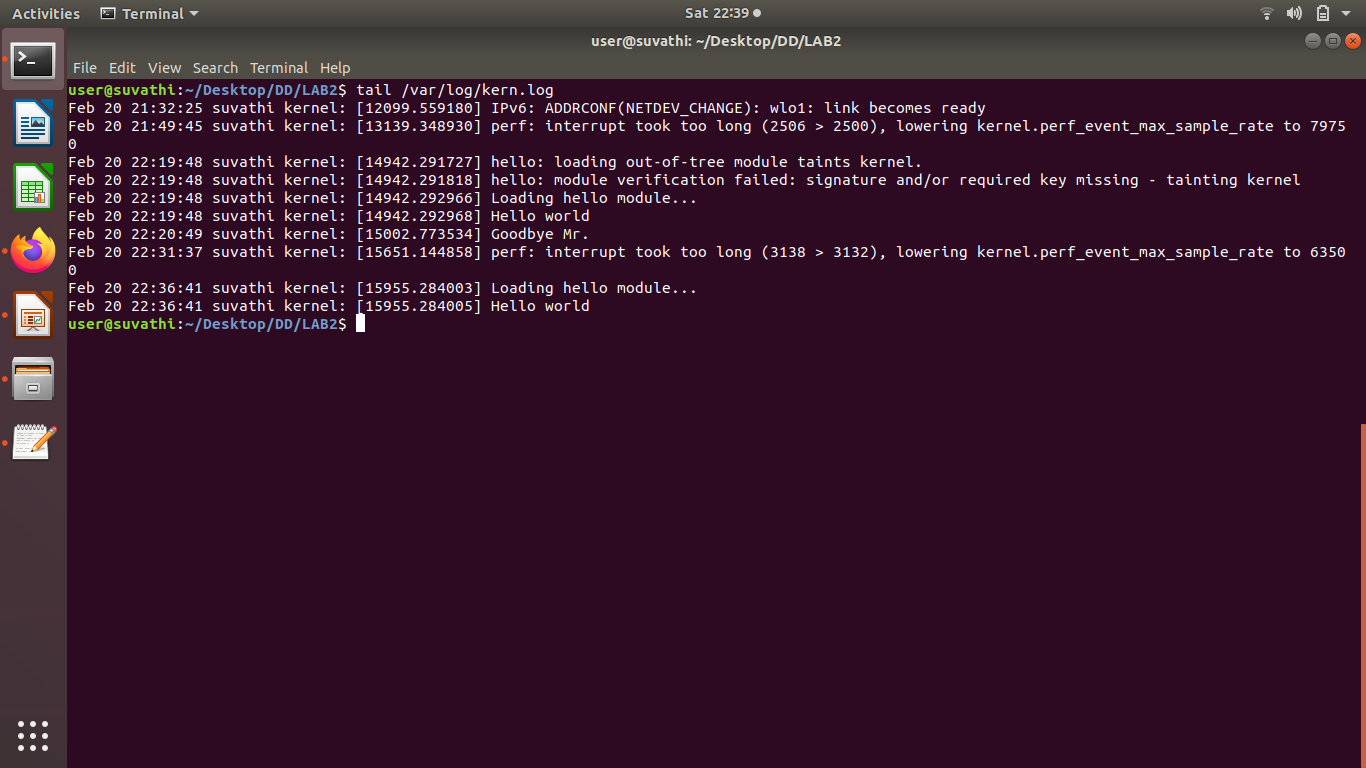 Activities Terminal Sat 22:39
user@suvathi: ~/Desktop/DD/LAB2
File Edit View Search Terminal Help
user@suvathi:~/Desktop/DD/LAB2$ tail /var/log/kern.log
Feb 20 21:32:25 suvathi kernel: [12099.559180] IPv6: ADDRCONF(NETDEV_CHANGE): wlo1: link becomes ready
Feb 20 21:49:45 suvathi kernel: [13139.348930] perf: interrupt took too long (2506 > 2500), lowering kernel.perf_event_max_sample_rate to 7975
0
Feb 20 22:19:48 suvathi kernel: [14942.291727] hello: loading out-of-tree module taints kernel.
Feb 20 22:19:48 suvathi kernel: [14942.291818] hello: module verification failed: signature and/or required key missing - tainting kernel
Feb 20 22:19:48 suvathi kernel: [14942.292966] Loading hello module...
Feb 20 22:19:48 suvathi kernel: [14942.292968] Hello world
Feb 20 22:20:49 suvathi kernel: [15002.773534] Goodbye Mr.
Feb 20 22:31:37 suvathi kernel: [15651.144858] perf: interrupt took too long (3138 > 3132), lowering kernel.perf_event_max_sample_rate to 6350
0
Feb 20 22:36:41 suvathi kernel: [15955.284003] Loading hello module...
Feb 20 22:36:41 suvathi kernel: [15955.284005] Hello world
user@suvathi:~/Desktop/DD/LAB2$